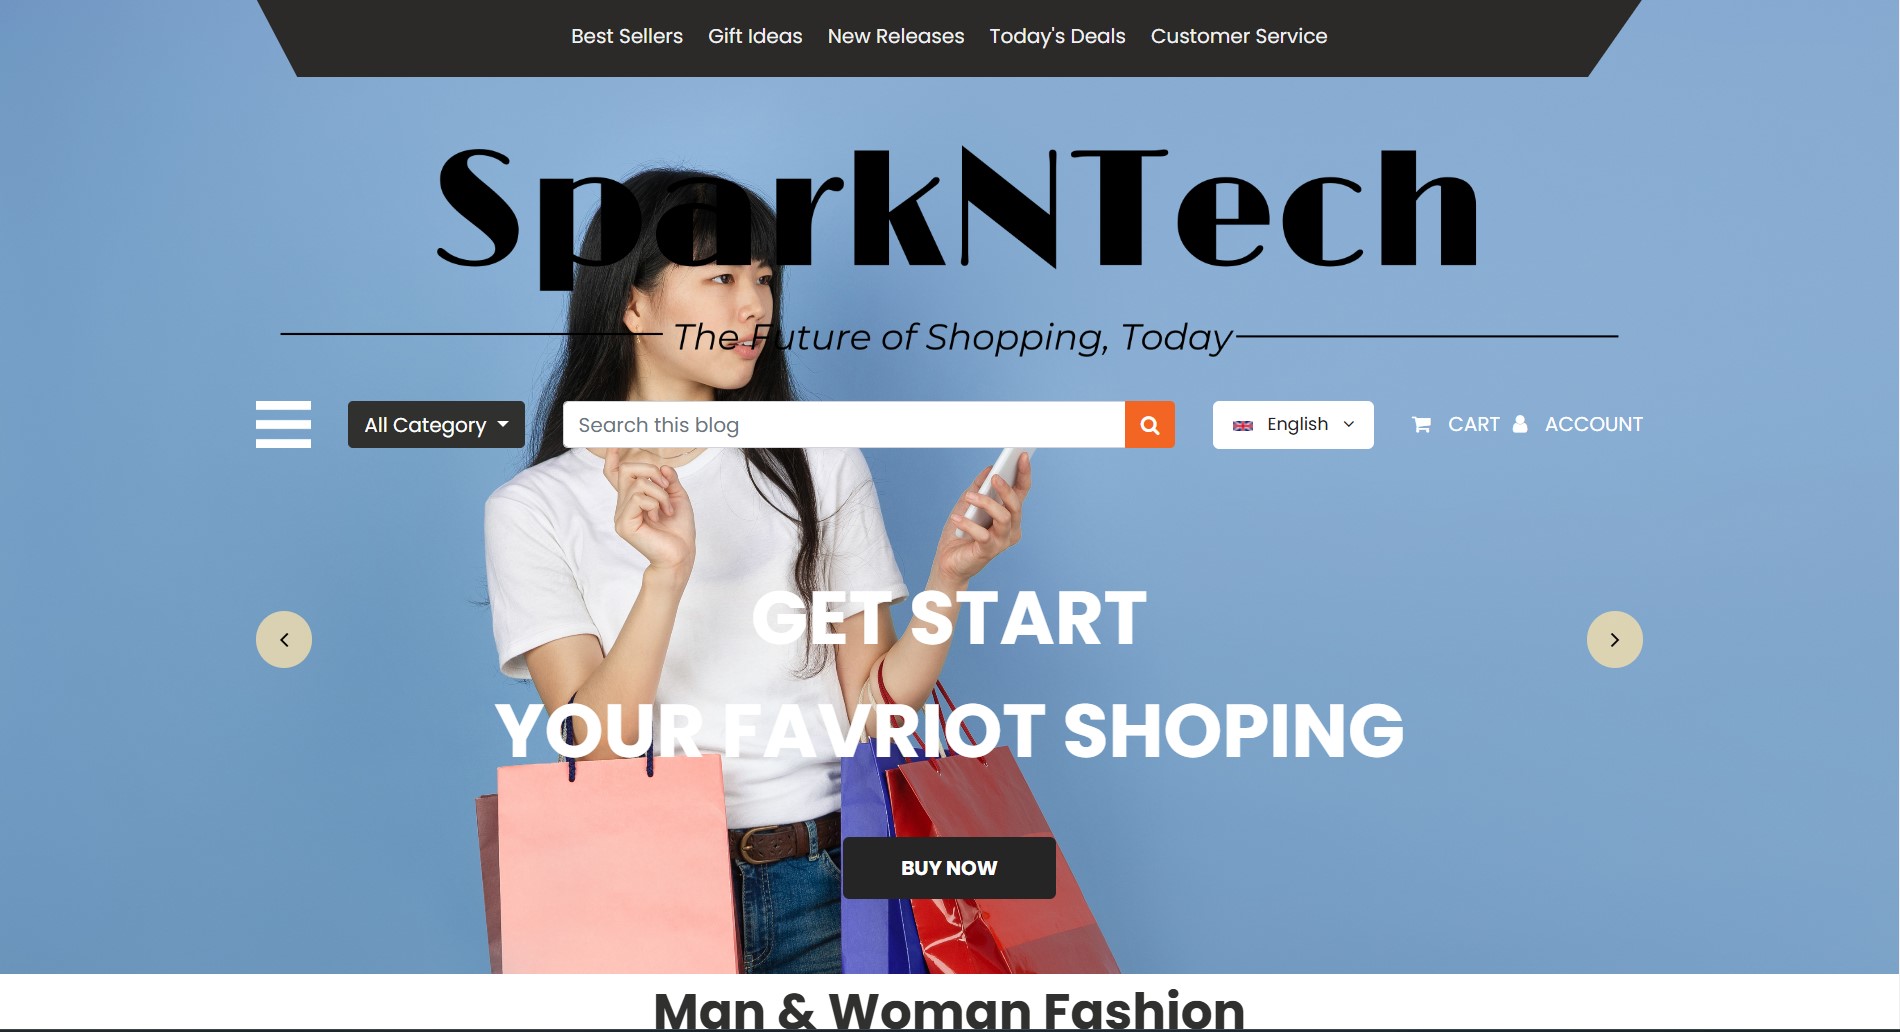 Best Sellers Gift Ideas New Releases Today's Deals Customer Service
SparkNTech
The Future of Shopping, Today
All Category Search this blog English CART ACCOUNT
GET START
YOUR FAVRIOT SHOPING
BUY NOW
Man & Woman Fashion